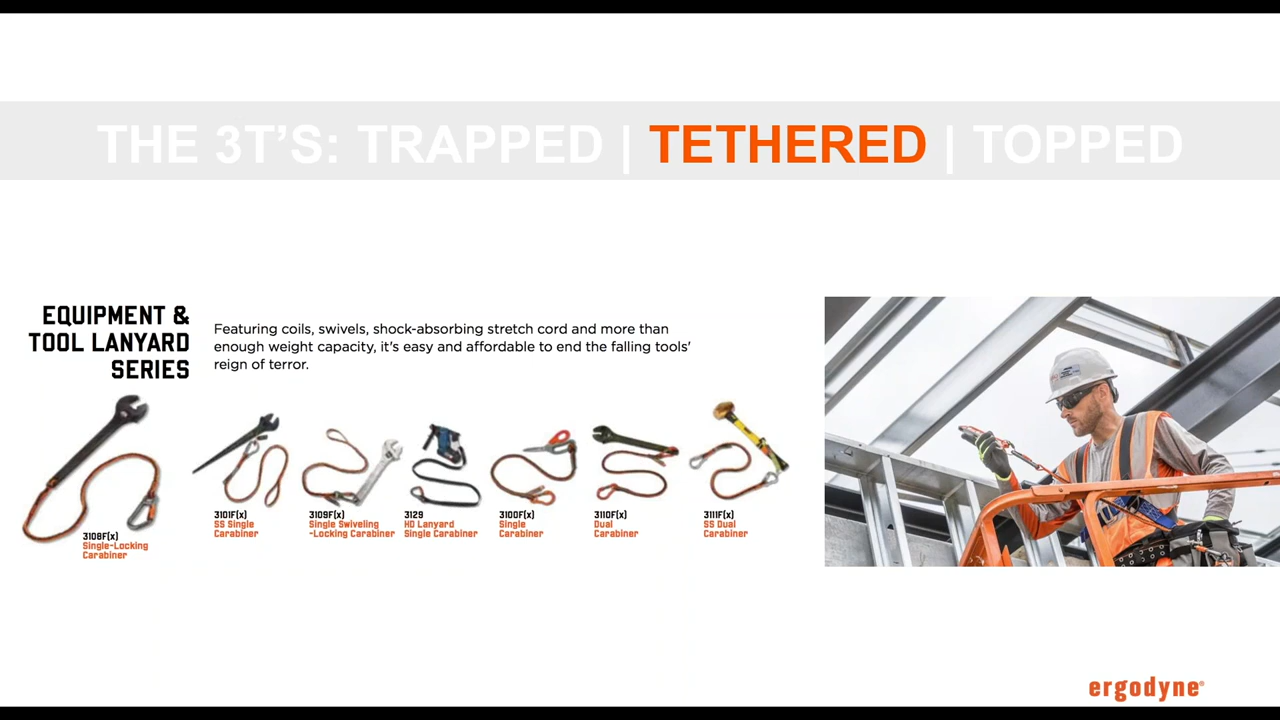 THE 3T'S: TRAPPED | TETHERED | TOPPED
EQUIPMENT &
TOOL LANYARD
SERIES
Featuring coils, swivels, shock-absorbing stretch cord and more than
enough weight capacity, it's easy and affordable to end the falling tools'
reign of terror.
3108F(x)
Single-Locking
Carabiner
3101F(x)
SS Single
Carabiner
3109F(x)
Single Swiveling
-Locking Carabiner
3129
HD Lanyard
Single Carabiner
3100F(x)
Single
Carabiner
3110F(x)
Dual
Carabiner
3111F(x)
SS Dual
Carabiner
ergodyne®